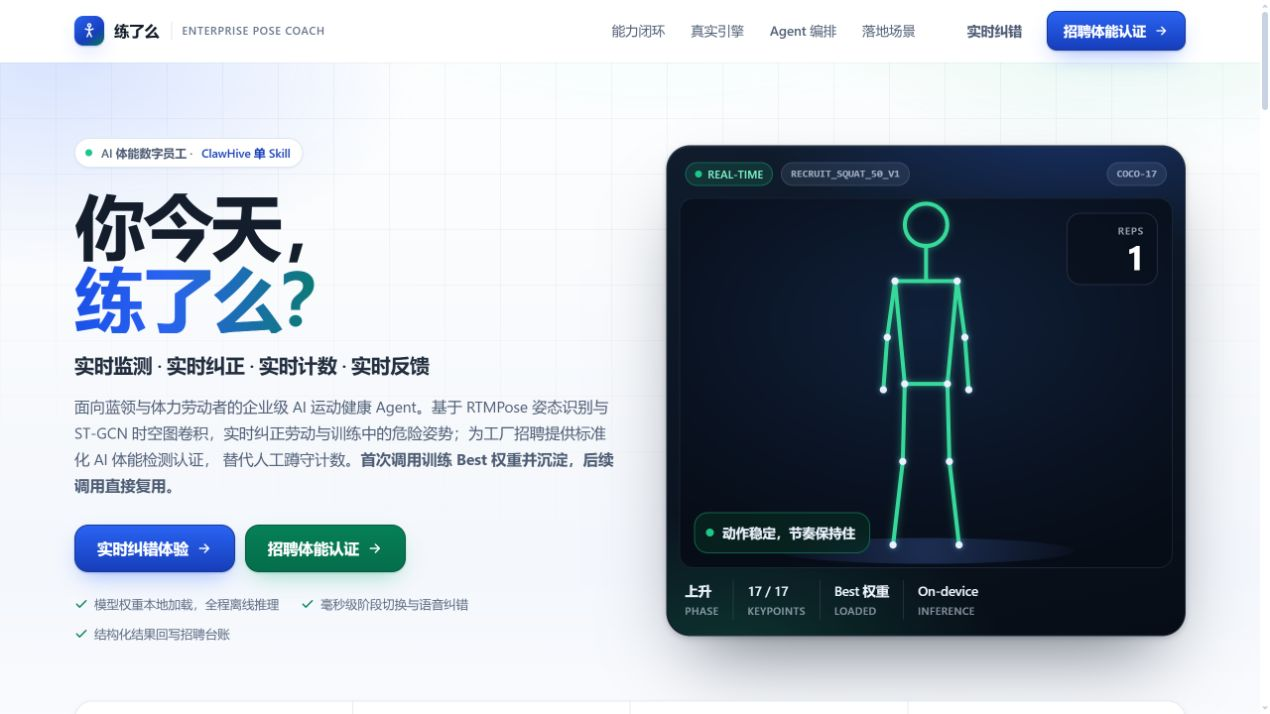 练了么 ENTERPRISE POSE COACH 能力闭环 真实引擎 Agent 编排 落地场景 实时纠错 招聘体能认证 →
AI 体能数字员工 · ClawHive 单 Skill
你今天，
练了么？
实时监测 · 实时纠正 · 实时计数 · 实时反馈
面向蓝领与体力劳动者的企业级 AI 运动健康 Agent。基于 RTMPose 姿态识别与
ST-GCN 时空图卷积，实时纠正劳动与训练中的危险姿势；为工厂招聘提供标准
化 AI 体能检测认证， 替代人工蹲守计数。首次调用训练 Best 权重并沉淀，后续
调用直接复用。
实时纠错体验 → 招聘体能认证 →
模型权重本地加载，全程离线推理 毫秒级阶段切换与语音纠错
结构化结果回写招聘台账
REAL-TIME RECRUIT_SQUAT_50_V1 COCO-17
REPS
1
动作稳定，节奏保持住
上升 17 / 17 Best 权重 On-device
PHASE KEYPOINTS LOADED INFERENCE